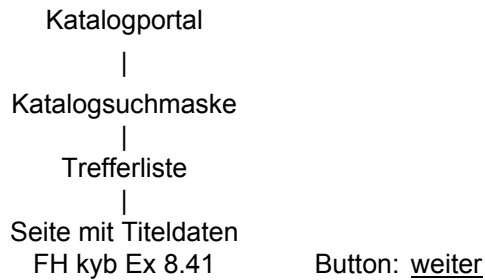 Katalogportal
|
Katalogsuchmaske
|
Trefferliste
|
Seite mit Titeldaten
FH kyb Ex 8.41 Button: weiter